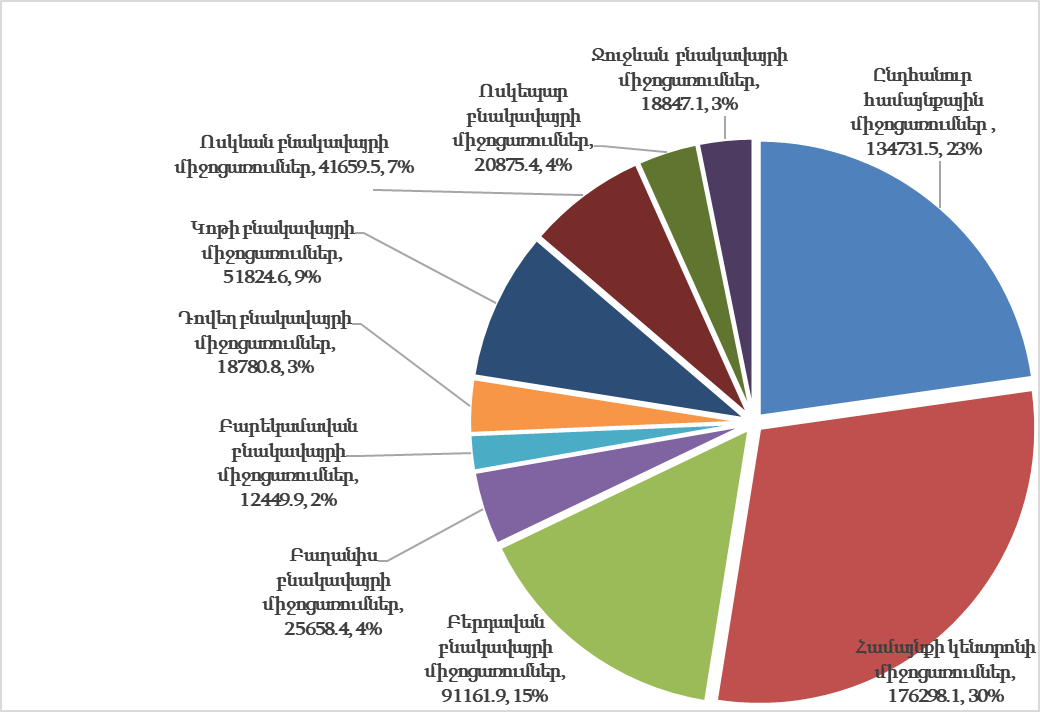 Ջուջևան բնակավայրի
միջոցառումներ,
18847.1, 3%
Ընդհանուր
համայնքային
միջոցառումներ ,
134731.5, 23%
Ոսկեպար
բնակավայրի
միջոցառումներ,
20875.4, 4%
Ոսկևան բնակավայրի
միջոցառումներ, 41659.5, 7%
Կոթի բնակավայրի
միջոցառումներ,
51824.6, 9%
Դովեղ բնակավայրի
միջոցառումներ,
18780.8, 3%
Բարեկամավան
բնակավայրի
միջոցառումներ,
12449.9, 2%
Բաղանիս
բնակավայրի
միջոցառումներ,
25658.4, 4%
Բերդավան
բնակավայրի
միջոցառումներ,
91161.9, 15%
Համայնքի կենտրոնի
միջոցառումներ,
176298.1, 30%